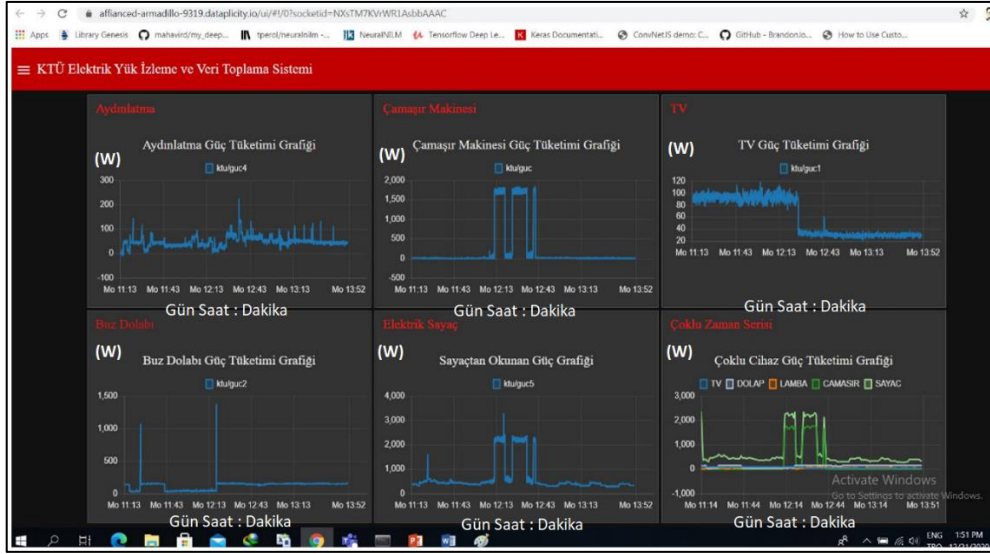 affianced-armadillo-9319.dataplicity.io/ui/#!/0?socketid=NXsTM7KVrWR1AsbbAAAC
Apps Library Genesis mahavird/my_deep... tperol/neuralnilm -... NeuralNILM Tensorflow Deep Le... Keras Documentati... ConvNetJS demo: C... GitHub - BrandonJo... How to Use Custo...
KTÜ Elektrik Yük İzleme ve Veri Toplama Sistemi
Aydınlatma
(W)
Aydınlatma Güç Tüketimi Grafiği
ktu/guc4
300
200
100
0
-100
Mo 11:13 Mo 11:43 Mo 12:13 Mo 12:43 Mo 13:13 Mo 13:52
Gün Saat : Dakika
Çamaşır Makinesi
(W)
Çamaşır Makinesi Güç Tüketimi Grafiği
ktu/guc
2,000
1,500
1,000
500
0
-500
Mo 11:13 Mo 11:43 Mo 12:13 Mo 12:43 Mo 13:13 Mo 13:52
Gün Saat : Dakika
TV
(W)
TV Güç Tüketimi Grafiği
ktu/guc1
120
100
80
60
40
20
Mo 11:13 Mo 11:43 Mo 12:13 Mo 12:43 Mo 13:13 Mo 13:52
Gün Saat : Dakika
Buz Dolabı
(W)
Buz Dolabı Güç Tüketimi Grafiği
ktu/guc2
1,500
1,000
500
0
Mo 11:13 Mo 11:43 Mo 12:13 Mo 12:43 Mo 13:13 Mo 13:52
Gün Saat : Dakika
Elektrik Sayaç
(W)
Sayaçtan Okunan Güç Grafiği
ktu/guc5
4,000
3,000
2,000
1,000
0
Mo 11:13 Mo 11:43 Mo 12:13 Mo 12:43 Mo 13:13 Mo 13:52
Gün Saat : Dakika
Çoklu Zaman Serisi
(W)
Çoklu Cihaz Güç Tüketimi Grafiği
TV DOLAP LAMBA CAMASIR SAYAC
3,000
2,000
1,000
0
-1,000
Mo 11:14 Mo 11:44 Mo 12:14 Mo 12:44 Mo 13:14 Mo 13:51
Gün Saat : Dakika
Activate Windows
Go to Settings to activate Windows.
ENG 1:51 PM
TRQ 12/21/2020